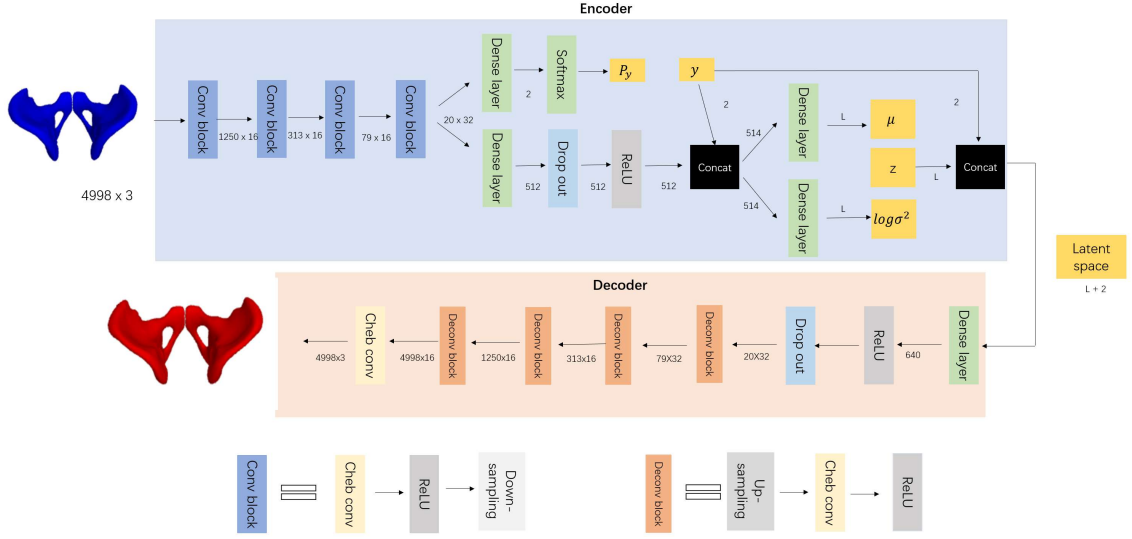 Encoder
Conv block
1250 x 16
Conv block
313 x 16
Conv block
79 x 16
Conv block
20 x 32
Dense layer
2
Softmax
P_y
y
2
2
Dense layer
512
Drop out
512
ReLU
512
Concat
514
514
Dense layer
L
μ
z
L
Dense layer
L
logσ²
Concat
4998 x 3
Latent
space
L + 2
Decoder
4998x3
Cheb conv
4998x16
Deconv block
1250x16
Deconv block
313x16
Deconv block
79X32
Deconv block
20X32
Drop out
ReLU
640
Dense layer
Conv block
Cheb conv
ReLU
Down-
sampling
Deconv block
Up-
sampling
Cheb conv
ReLU